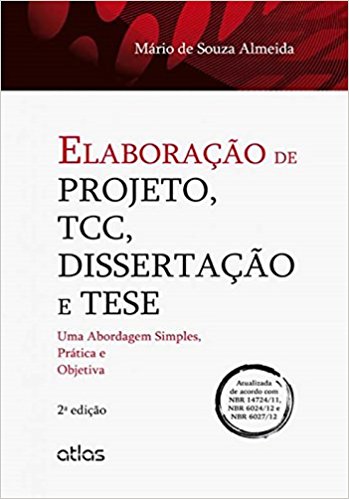 Mário de Souza Almeida
ELABORAÇÃO DE
PROJETO,
TCC,
DISSERTAÇÃO
E TESE
Uma Abordagem Simples,
Prática e
Objetiva
Atualizada
de acordo com
NBR 14724/11,
NBR 6024/12 e
NBR 6027/12
2ª edição
atlas